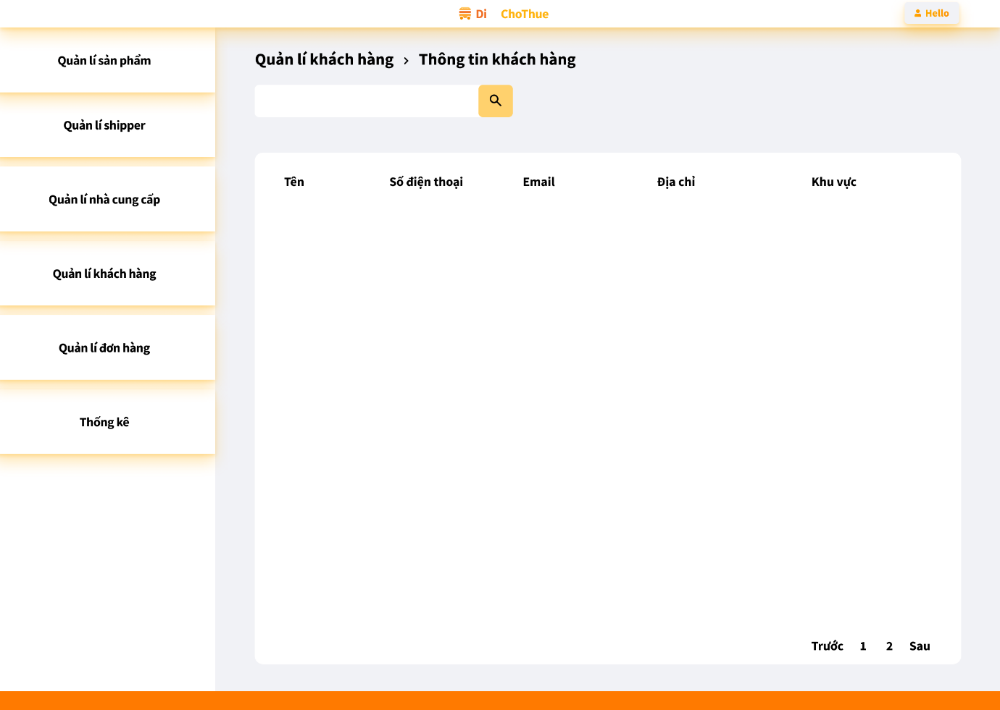 Di ChoThue
Hello
Quản lí sản phẩm
Quản lí shipper
Quản lí nhà cung cấp
Quản lí khách hàng
Quản lí đơn hàng
Thống kê
Quản lí khách hàng › Thông tin khách hàng
Tên Số điện thoại Email Địa chỉ Khu vực
Trước 1 2 Sau